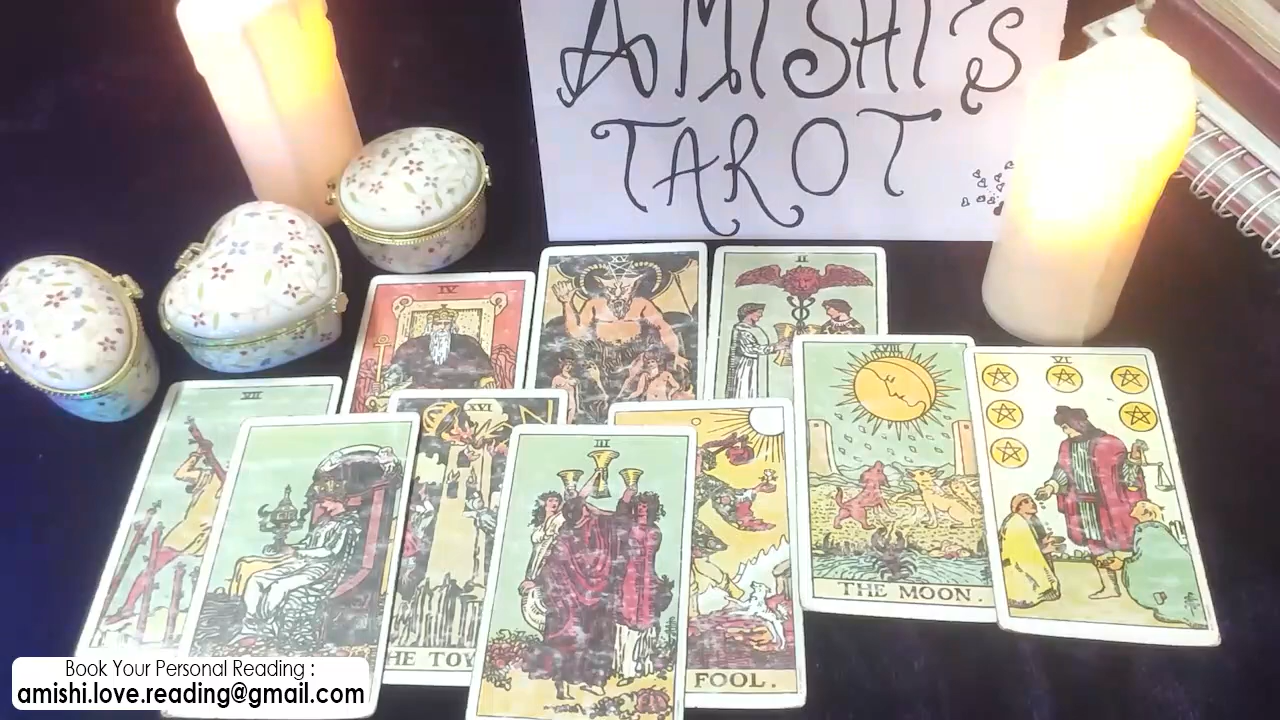 AMISHI'S
TAROT
IV
XV
II
XVIII
VI
VII
XVI
III
THE MOON.
HE TOW
FOOL.
Book Your Personal Reading :
amishi.love.reading@gmail.com